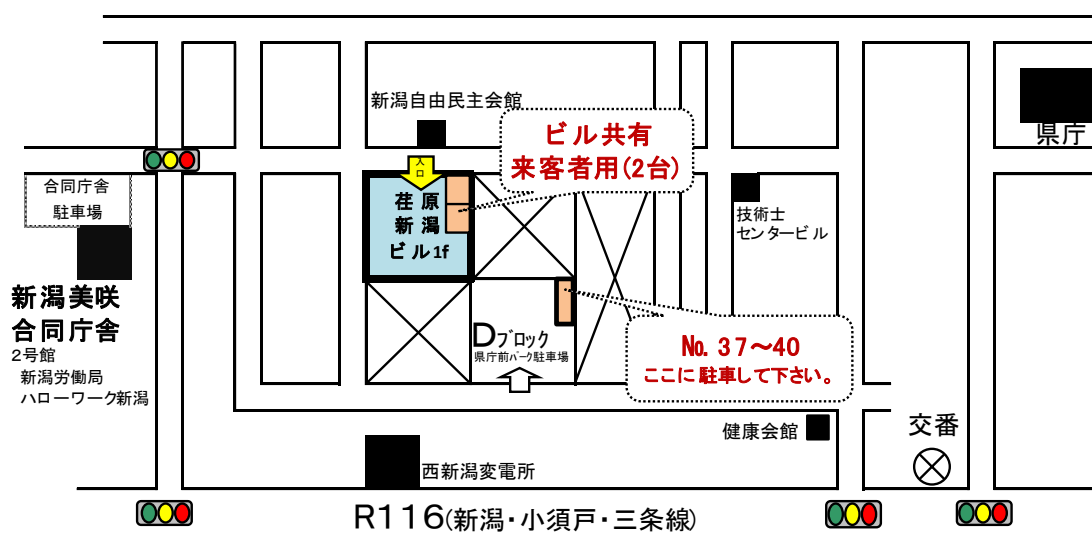 新潟自由民主会館
ビル共有
来客者用(2台)
県庁
入
口
合同庁舎
駐車場
荏原
新潟
ビル1f
技術士
センタービル
新潟美咲
合同庁舎
2号館
新潟労働局
ハローワーク新潟
Dブロック
県庁前パーク駐車場
No. 37～40
ここに駐車して下さい。
健康会館
交番
西新潟変電所
R116(新潟・小須戸・三条線)